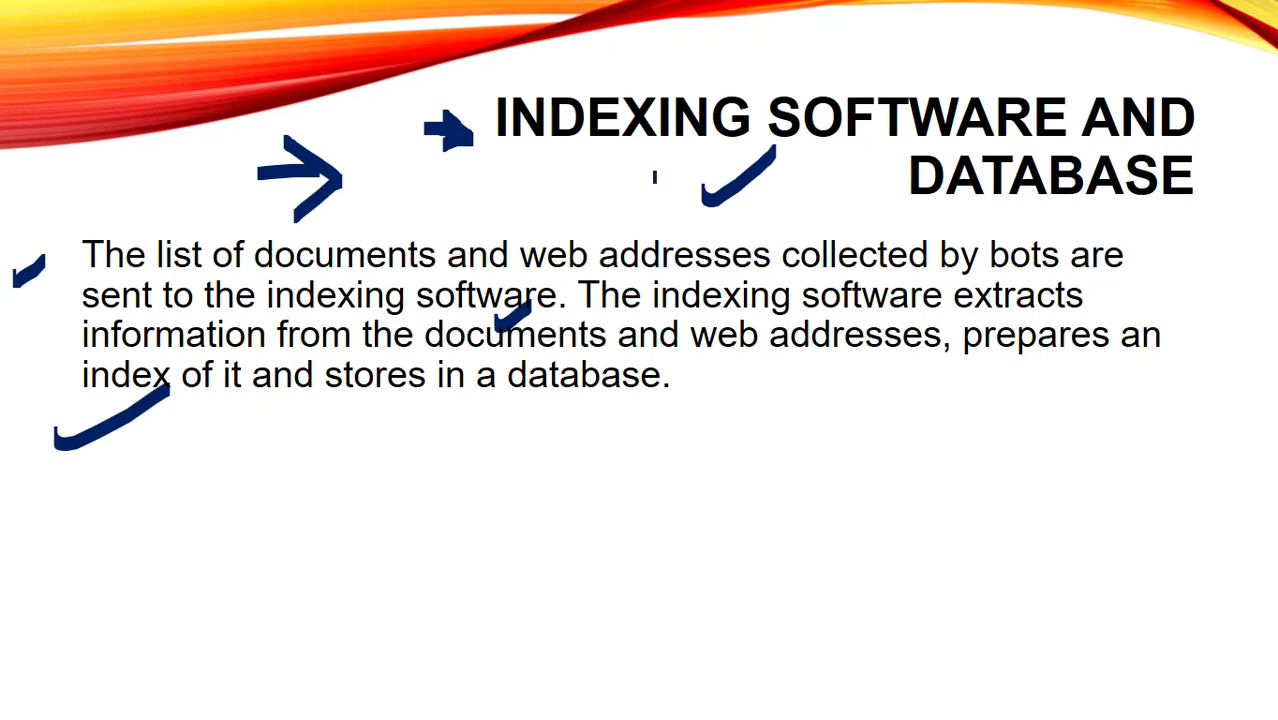 INDEXING SOFTWARE AND
DATABASE
The list of documents and web addresses collected by bots are
sent to the indexing software. The indexing software extracts
information from the documents and web addresses, prepares an
index of it and stores in a database.